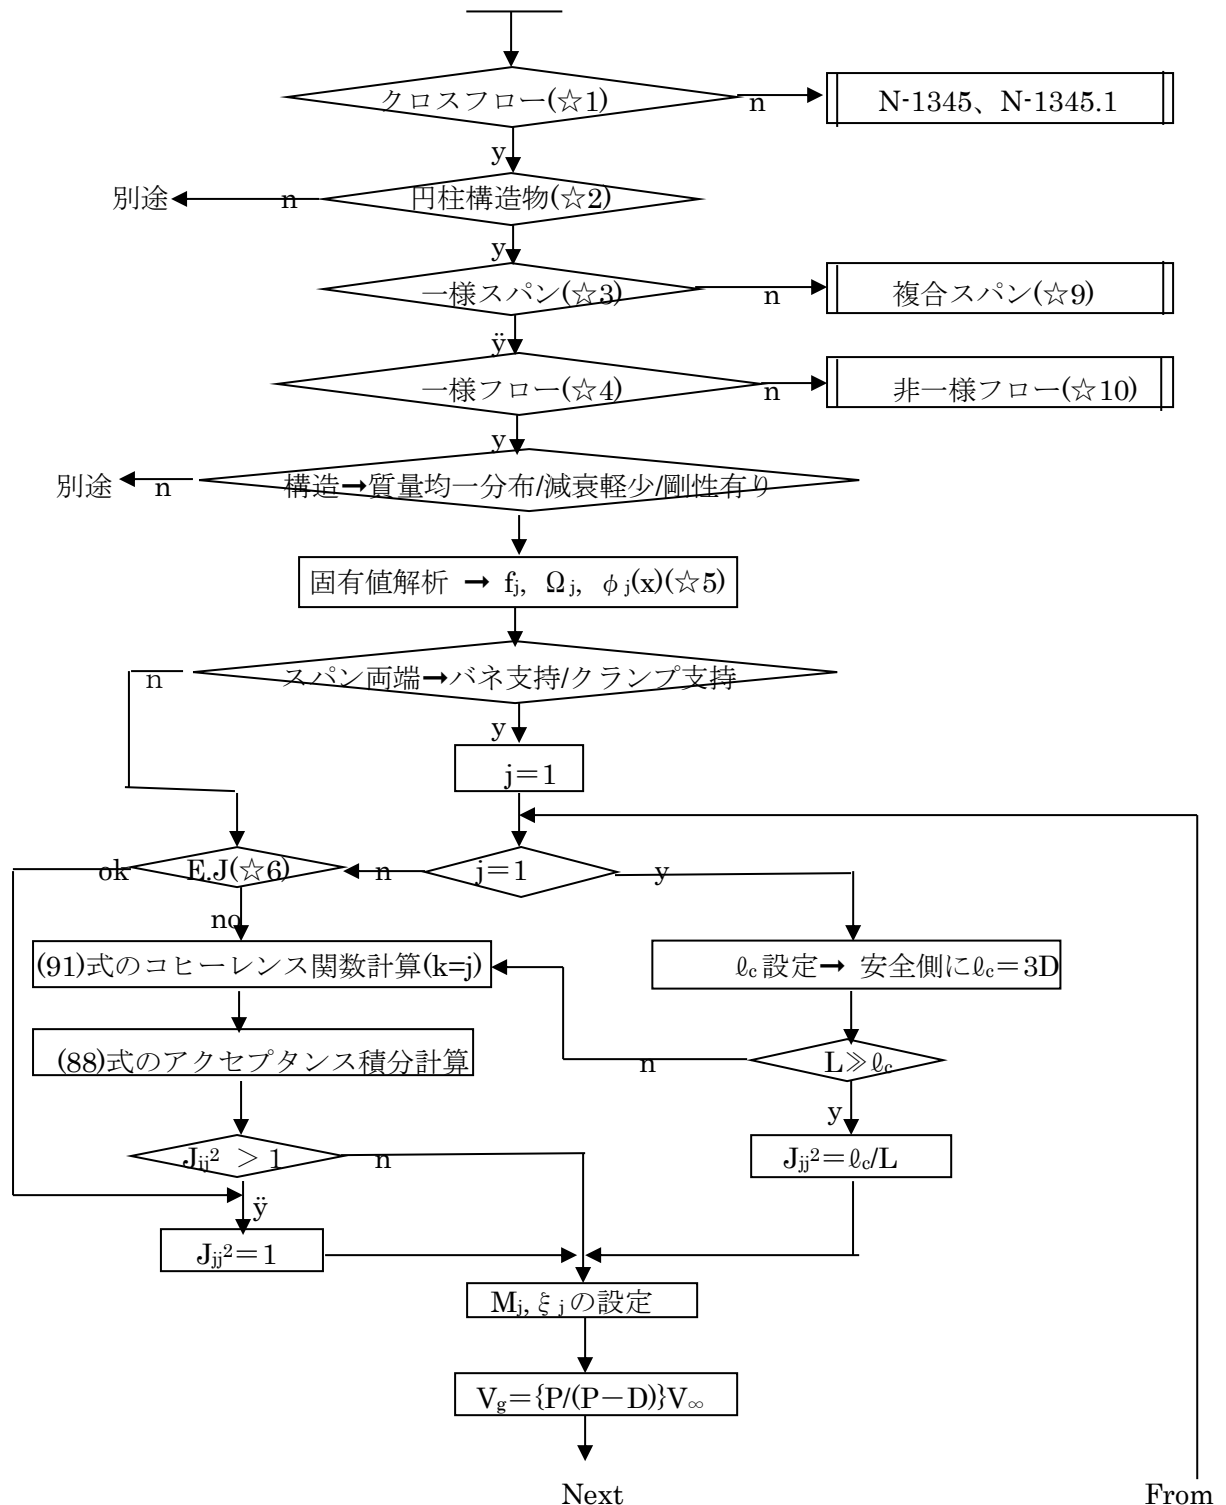 クロスフロー(☆1)
n
N-1345、N-1345.1
y
別途
n
円柱構造物(☆2)
y
一様スパン(☆3)
n
複合スパン(☆9)
ÿ
一様フロー(☆4)
n
非一様フロー(☆10)
y
別途
n
構造→質量均一分布/減衰軽少/剛性有り
固有値解析 → fj, Ωj, φj(x)(☆5)
n
スパン両端→バネ支持/クランプ支持
y
j=1
ok
E.J(☆6)
n
j=1
y
no
(91)式のコヒーレンス関数計算(k=j)
ℓc設定→ 安全側にℓc=3D
(88)式のアクセプタンス積分計算
n
L≫ℓc
y
Jjj² >1
n
Jjj²=ℓc/L
ÿ
Jjj²=1
Mj, ξjの設定
Vg={P/(P-D)}V∞
Next
From